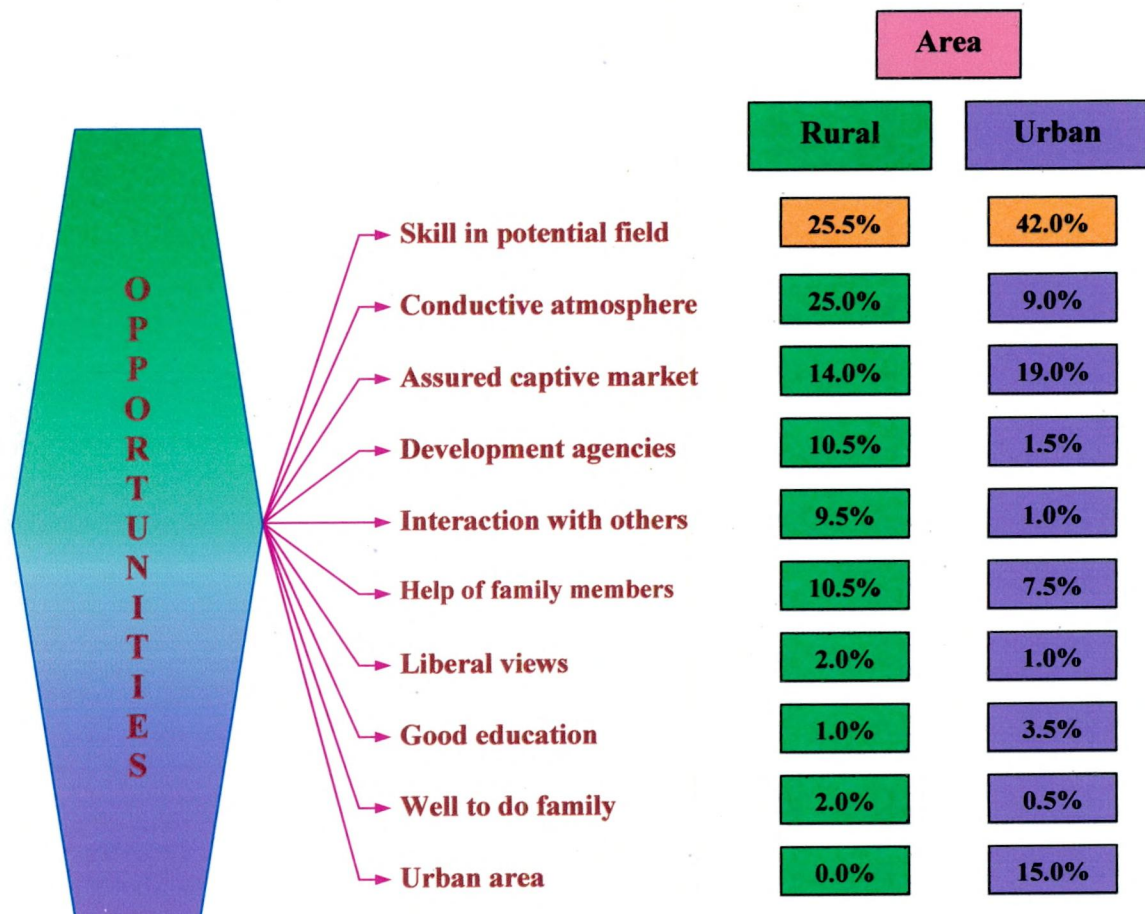 Area
Rural Urban
OPPORTUNITIES
Skill in potential field 25.5% 42.0%
Conductive atmosphere 25.0% 9.0%
Assured captive market 14.0% 19.0%
Development agencies 10.5% 1.5%
Interaction with others 9.5% 1.0%
Help of family members 10.5% 7.5%
Liberal views 2.0% 1.0%
Good education 1.0% 3.5%
Well to do family 2.0% 0.5%
Urban area 0.0% 15.0%